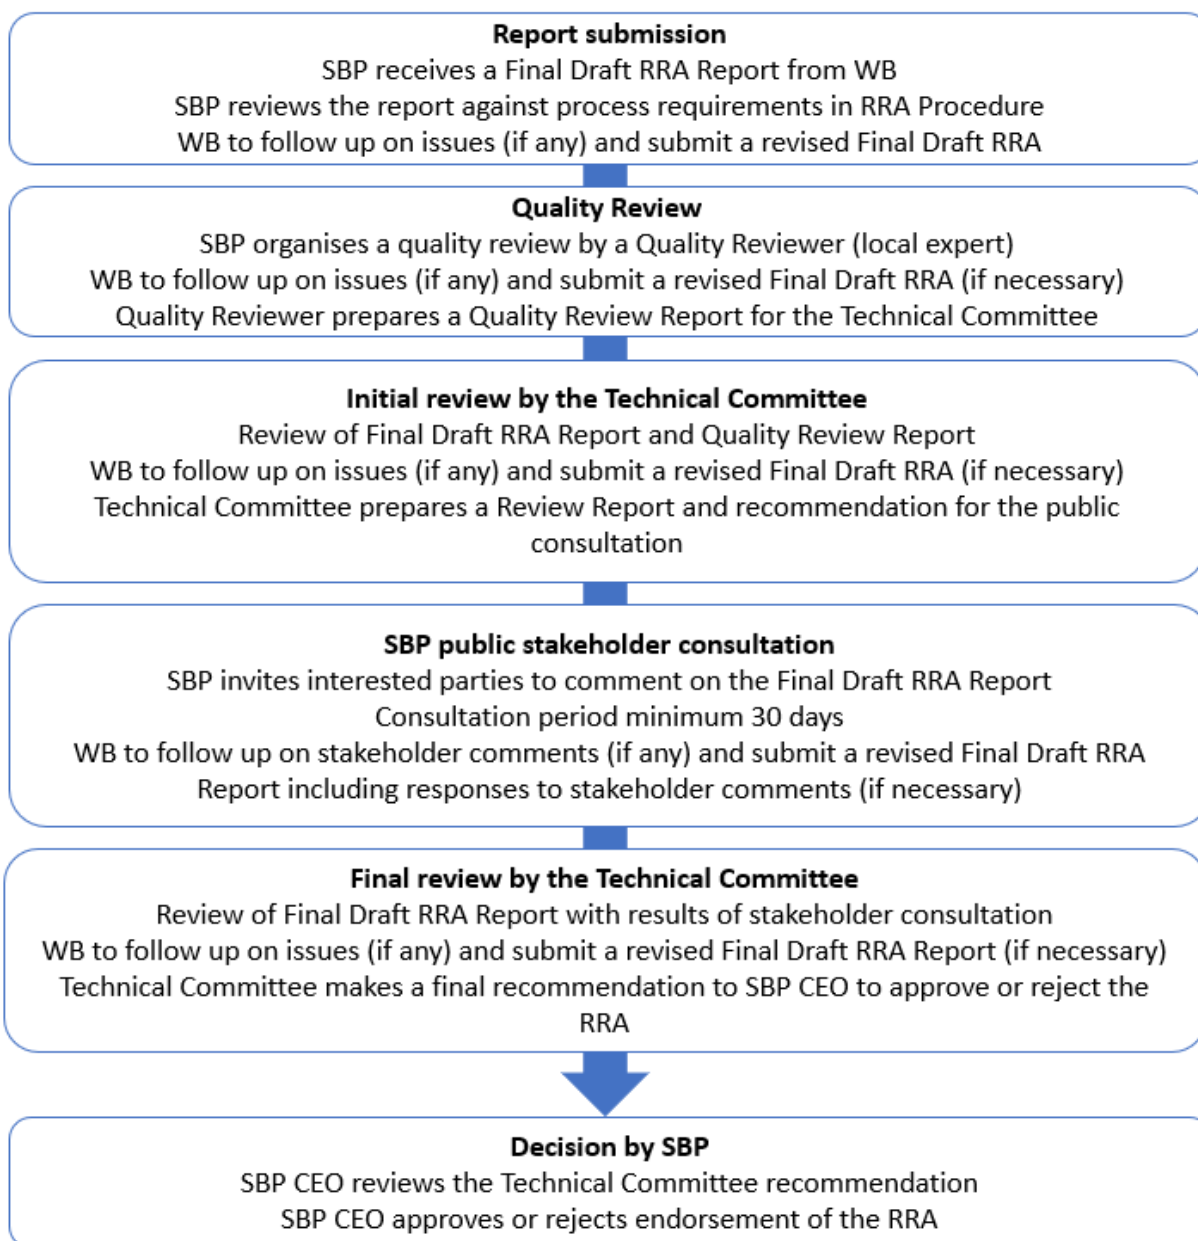 Report submission
SBP receives a Final Draft RRA Report from WB
SBP reviews the report against process requirements in RRA Procedure
WB to follow up on issues (if any) and submit a revised Final Draft RRA
Quality Review
SBP organises a quality review by a Quality Reviewer (local expert)
WB to follow up on issues (if any) and submit a revised Final Draft RRA (if necessary)
Quality Reviewer prepares a Quality Review Report for the Technical Committee
Initial review by the Technical Committee
Review of Final Draft RRA Report and Quality Review Report
WB to follow up on issues (if any) and submit a revised Final Draft RRA (if necessary)
Technical Committee prepares a Review Report and recommendation for the public
consultation
SBP public stakeholder consultation
SBP invites interested parties to comment on the Final Draft RRA Report
Consultation period minimum 30 days
WB to follow up on stakeholder comments (if any) and submit a revised Final Draft RRA
Report including responses to stakeholder comments (if necessary)
Final review by the Technical Committee
Review of Final Draft RRA Report with results of stakeholder consultation
WB to follow up on issues (if any) and submit a revised Final Draft RRA Report (if necessary)
Technical Committee makes a final recommendation to SBP CEO to approve or reject the
RRA
Decision by SBP
SBP CEO reviews the Technical Committee recommendation
SBP CEO approves or rejects endorsement of the RRA